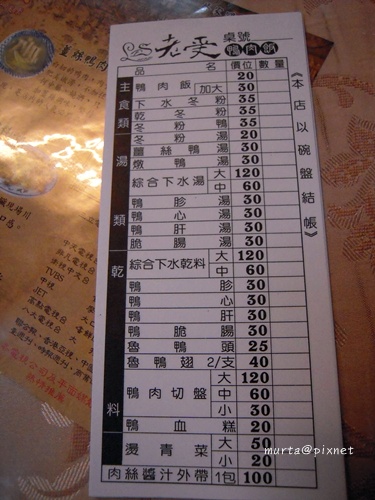 老受 鴨肉飯
桌號
品名 價位 數量
主食類
鴨肉飯 20
加大 30
下水冬粉 35
乾冬粉 35
冬粉鴨 35
湯類
冬粉湯 20
薑絲鴨湯 30
燉鴨湯 30
綜合下水湯 大 120
中 60
鴨胗湯 30
鴨心湯 30
鴨肝湯 30
脆腸湯 30
乾料
綜合下水乾料 大 120
中 60
鴨胗 30
鴨心 30
鴨肝 30
鴨脆腸 30
魯鴨頭 25
魯鴨翅 2/支 40
鴨肉切盤 大 120
中 60
小 30
鴨血糕 20
燙青菜 大 50
小 20
肉絲醬汁外帶 1包 100
《本店以碗盤結帳》
鴨肉
TVBS
中視
JET
murta@pixnet